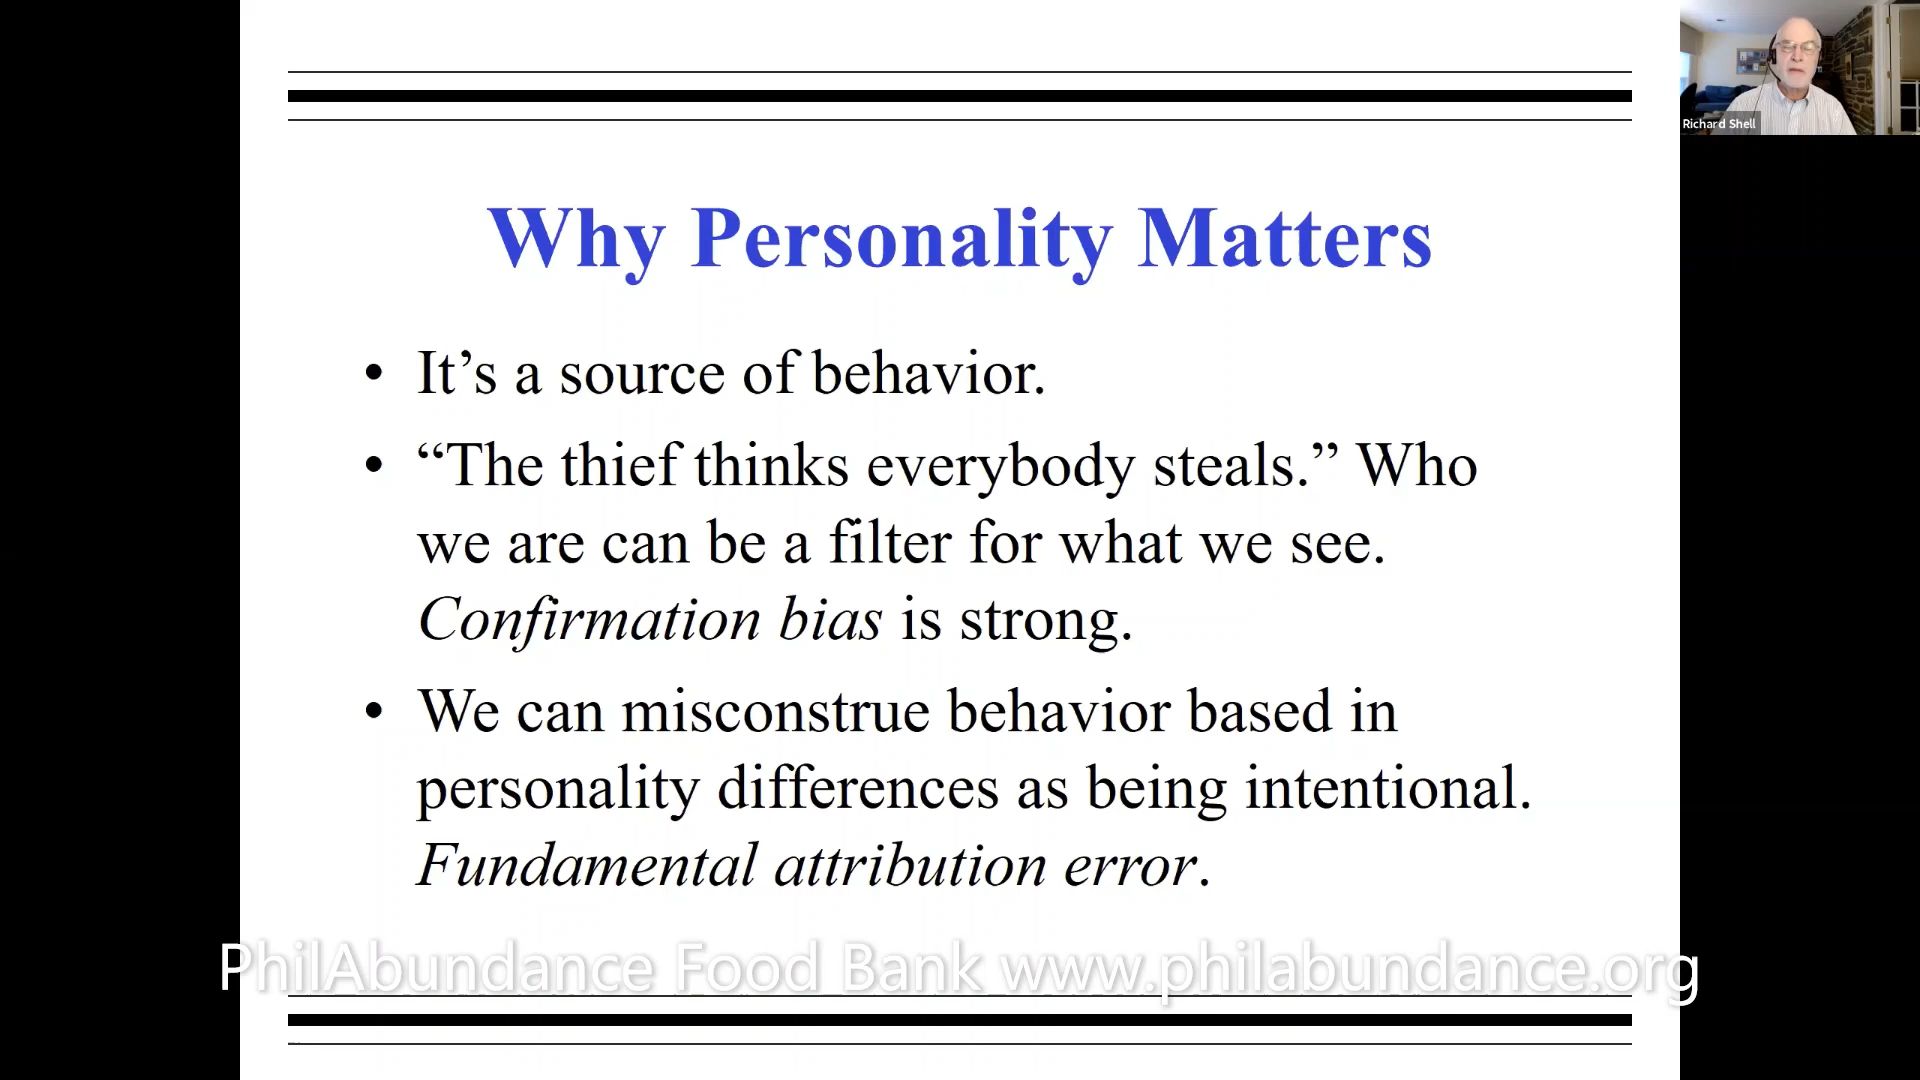 Richard Shell
Why Personality Matters
• It’s a source of behavior.
• “The thief thinks everybody steals.” Who
we are can be a filter for what we see.
Confirmation bias is strong.
• We can misconstrue behavior based in
personality differences as being intentional.
Fundamental attribution error.
PhilAbundance Food Bank www.philabundance.org